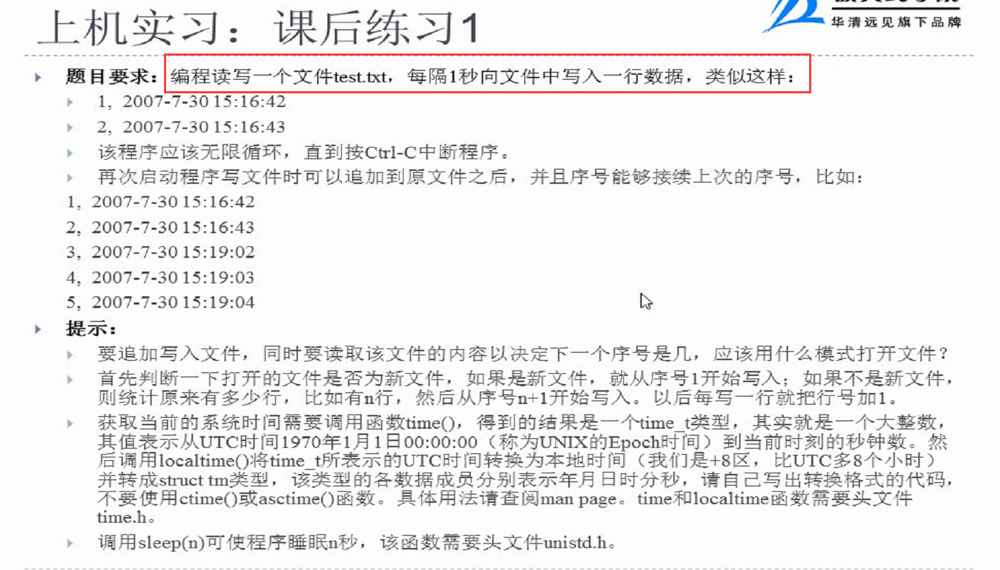 上机实习：课后练习1
华清远见旗下品牌
题目要求：编程读写一个文件test.txt，每隔1秒向文件中写入一行数据，类似这样：
1, 2007-7-30 15:16:42
2, 2007-7-30 15:16:43
该程序应该无限循环，直到按Ctrl-C中断程序。
再次启动程序写文件时可以追加到原文件之后，并且序号能够接续上次的序号，比如：
1, 2007-7-30 15:16:42
2, 2007-7-30 15:16:43
3, 2007-7-30 15:19:02
4, 2007-7-30 15:19:03
5, 2007-7-30 15:19:04
提示：
要追加写入文件，同时要读取该文件的内容以决定下一个序号是几，应该用什么模式打开文件？
首先判断一下打开的文件是否为新文件，如果是新文件，就从序号1开始写入；如果不是新文件，
则统计原来有多少行，比如有n行，然后从序号n+1开始写入。以后每写一行就把行号加1。
获取当前的系统时间需要调用函数time()，得到的结果是一个time_t类型，其实就是一个大整数，
其值表示从UTC时间1970年1月1日00:00:00（称为UNIX的Epoch时间）到当前时刻的秒钟数。然
后调用localtime()将time_t所表示的UTC时间转换为本地时间（我们是+8区，比UTC多8个小时）
并转成struct tm类型，该类型的各数据成员分别表示年月日时分秒，请自己写出转换格式的代码，
不要使用ctime()或asctime()函数。具体用法请查阅man page。time和localtime函数需要头文件
time.h。
调用sleep(n)可使程序睡眠n秒，该函数需要头文件unistd.h。